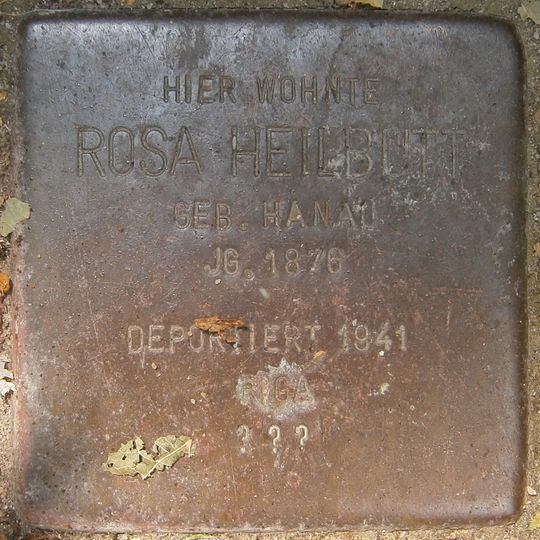 HIER WOHNTE
ROSA HEILBUTT
GEB. HANAU
JG. 1876
DEPORTIERT 1941
RIGA
???